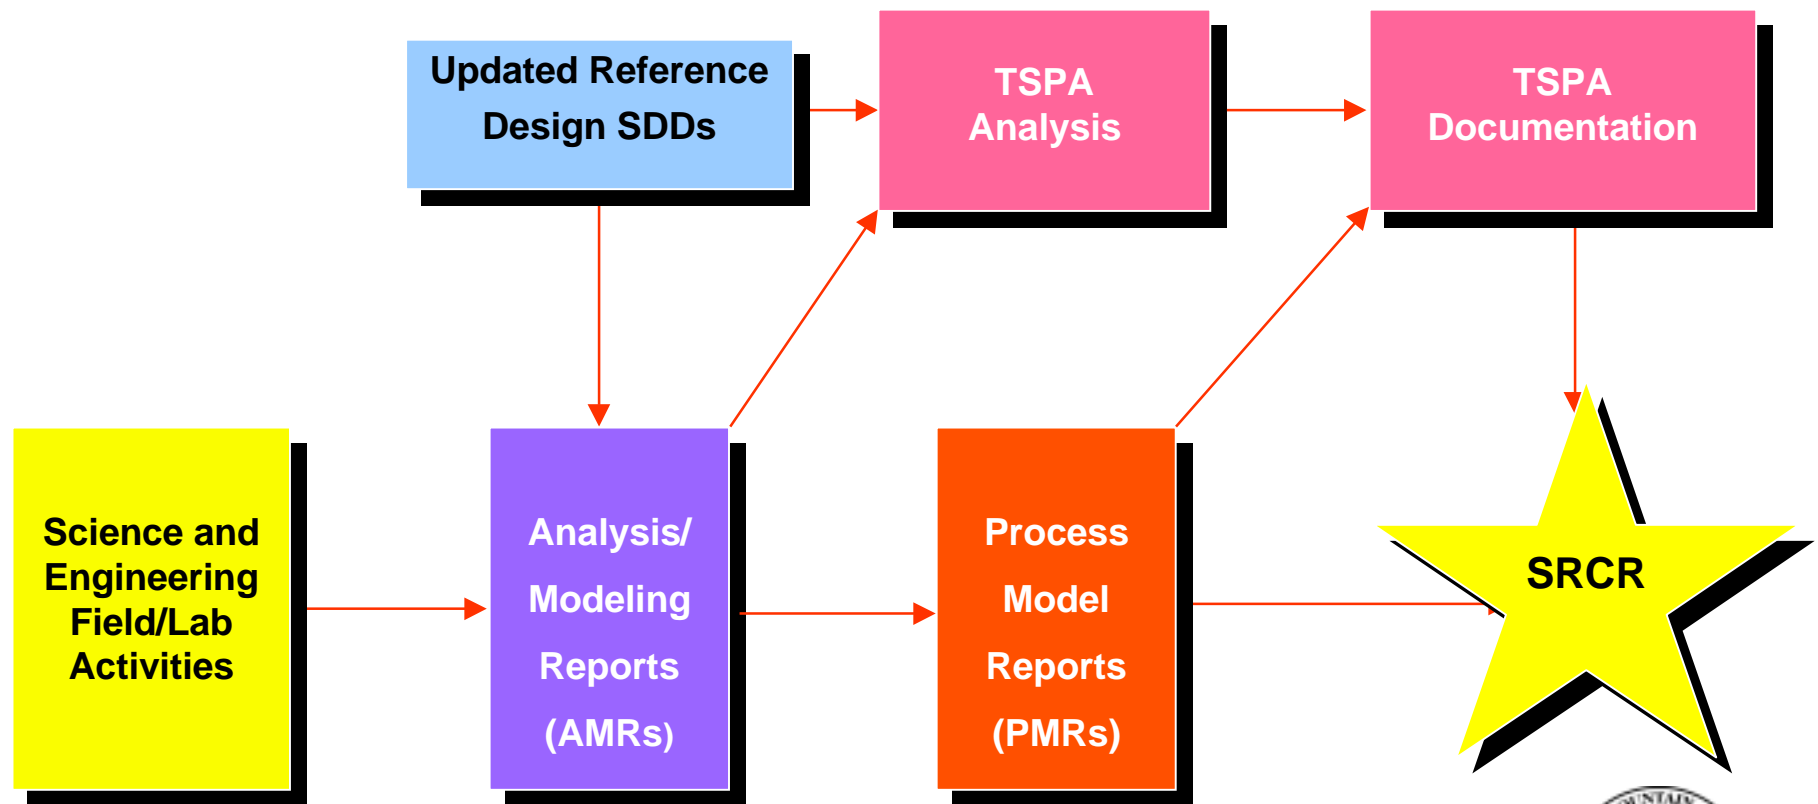 Updated Reference
Design SDDs
TSPA
Analysis
TSPA
Documentation
Science and
Engineering
Field/Lab
Activities
Analysis/
Modeling
Reports
(AMRs)
Process
Model
Reports
(PMRs)
SRCR